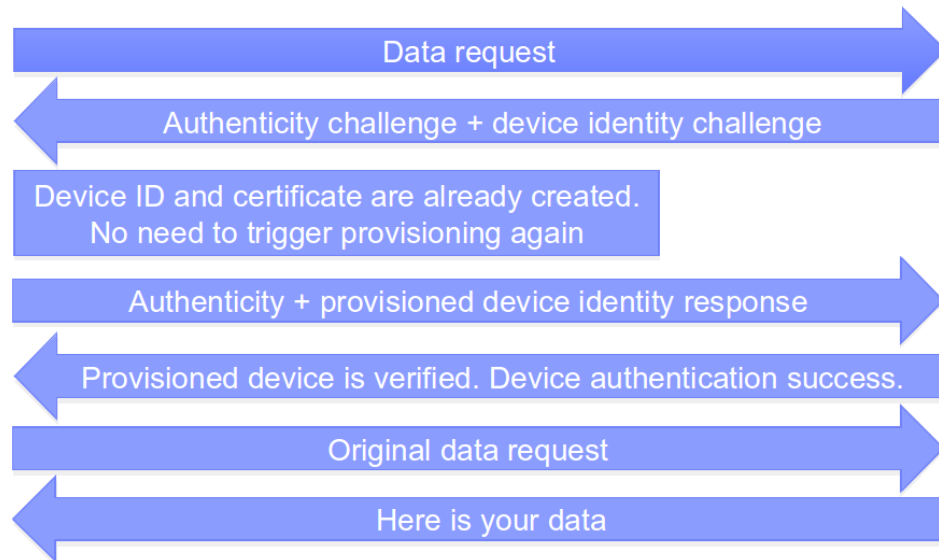 Data request
Authenticity challenge + device identity challenge
Device ID and certificate are already created.
No need to trigger provisioning again
Authenticity + provisioned device identity response
Provisioned device is verified. Device authentication success.
Original data request
Here is your data